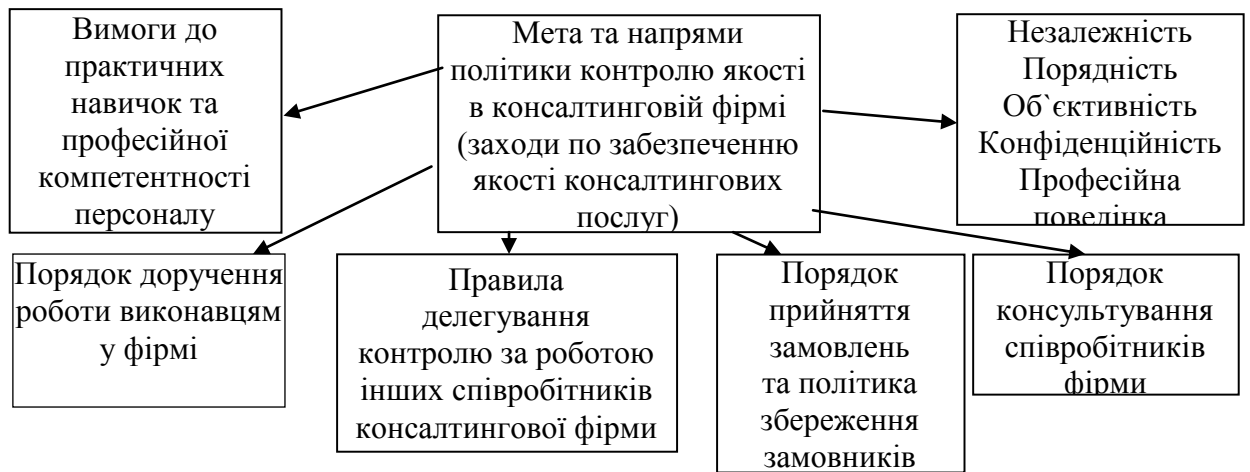 Вимоги до
практичних
навичок та
професійної
компетентності
персоналу
Мета та напрями
політики контролю якості
в консалтинговій фірмі
(заходи по забезпеченню
якості консалтингових
послуг)
Незалежність
Порядність
Об`єктивність
Конфіденційність
Професійна
поведінка
Порядок доручення
роботи виконавцям
у фірмі
Правила
делегування
контролю за роботою
інших співробітників
консалтингової фірми
Порядок
прийняття
замовлень
та політика
збереження
замовників
Порядок
консультування
співробітників
фірми